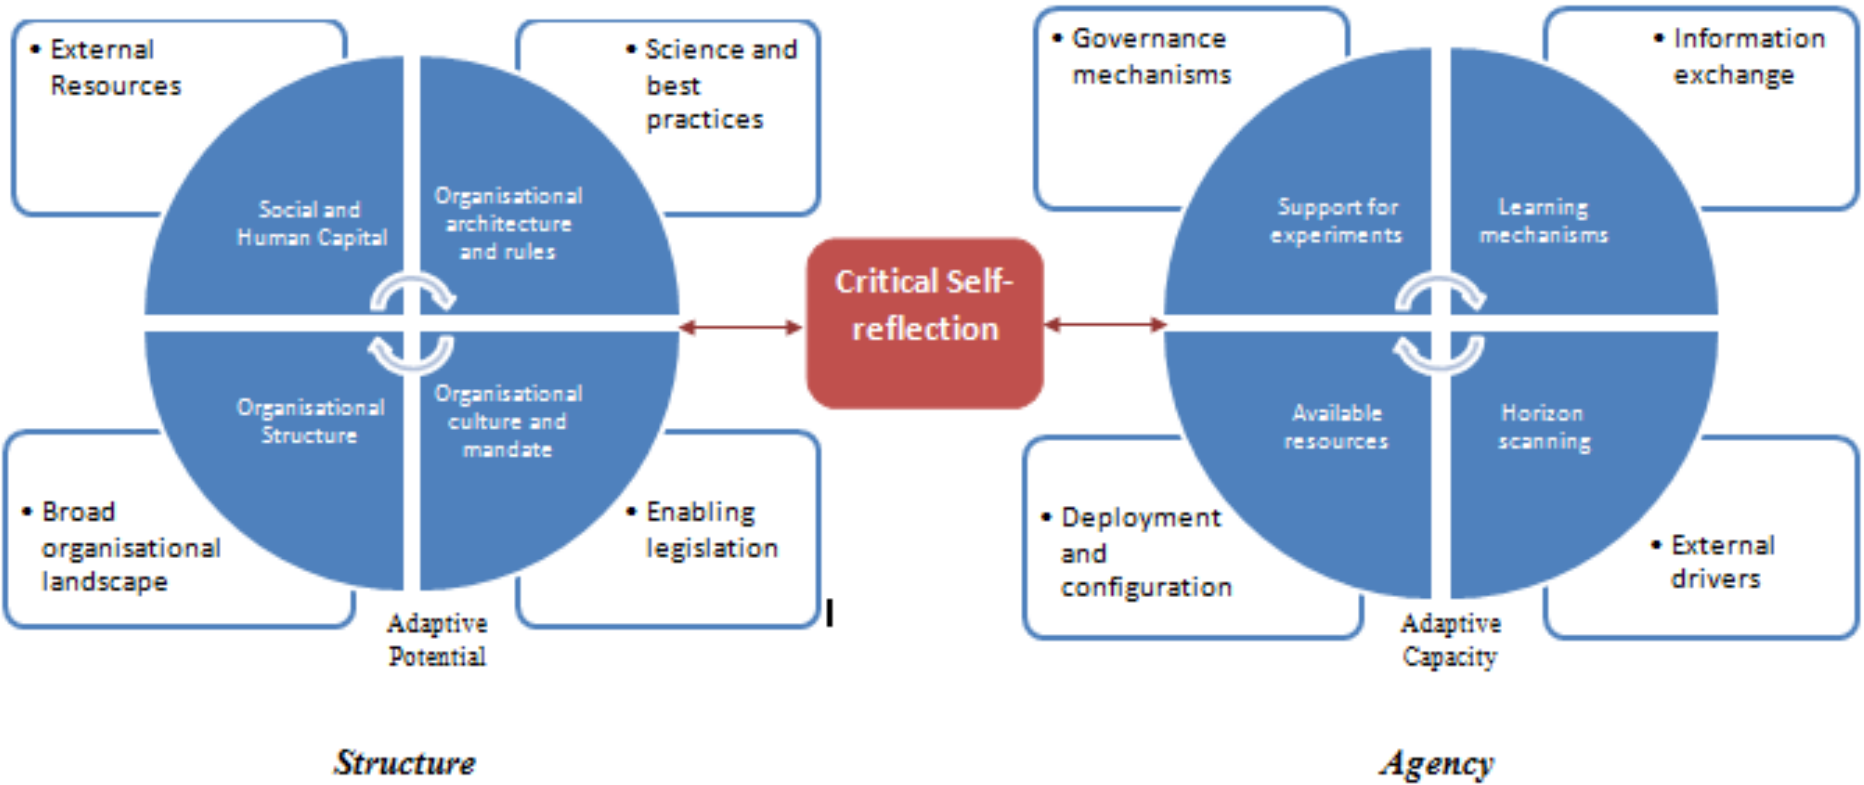 • External
Resources
• Science and
best
practices
Social and
Human Capital
Organisational
architecture
and rules
Organisational
Structure
Organisational
culture and
mandate
• Broad
organisational
landscape
• Enabling
legislation
Adaptive
Potential
Structure
Critical Self-
reflection
• Governance
mechanisms
• Information
exchange
Support for
experiments
Learning
mechanisms
Available
resources
Horizon
scanning
• Deployment
and
configuration
• External
drivers
Adaptive
Capacity
Agency